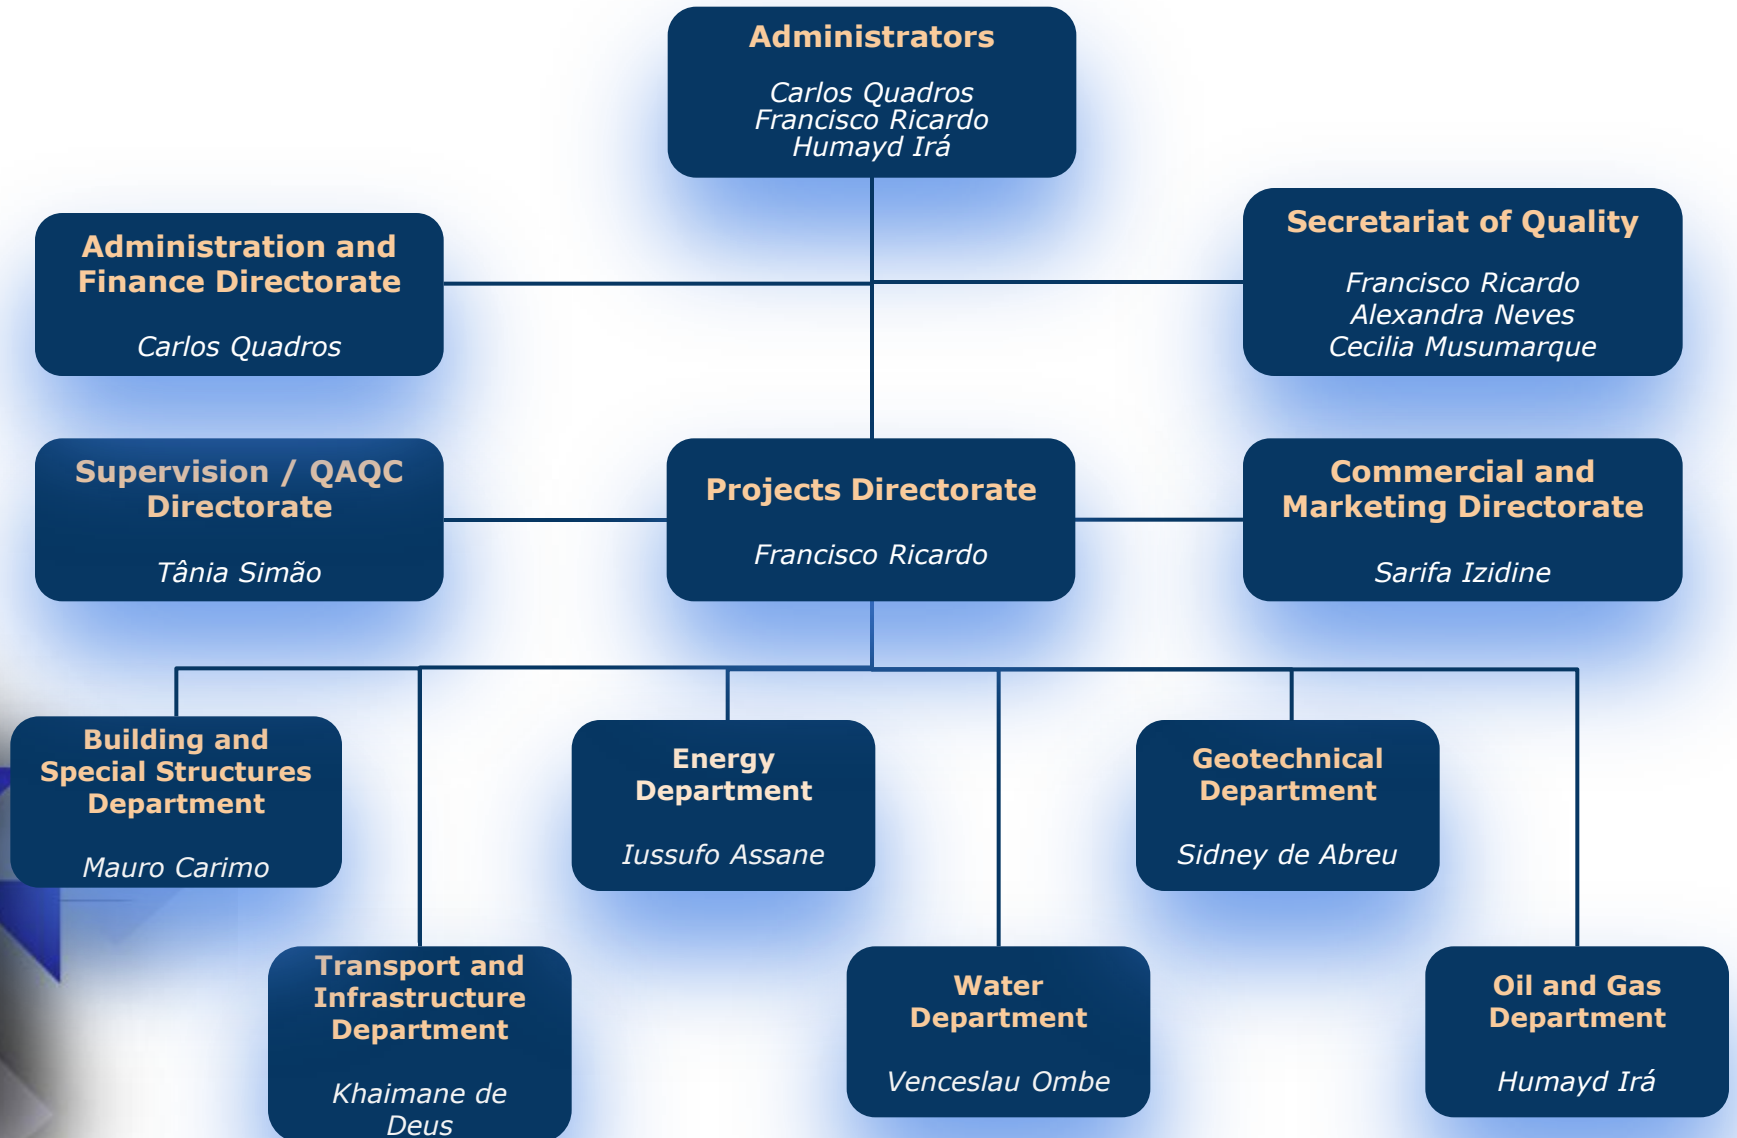 Administrators
Carlos Quadros
Francisco Ricardo
Humayd Irá
Administration and
Finance Directorate
Carlos Quadros
Secretariat of Quality
Francisco Ricardo
Alexandra Neves
Cecilia Musumarque
Supervision / QAQC
Directorate
Tânia Simão
Projects Directorate
Francisco Ricardo
Commercial and
Marketing Directorate
Sarifa Izidine
Building and
Special Structures
Department
Mauro Carimo
Energy
Department
Iussufo Assane
Geotechnical
Department
Sidney de Abreu
Transport and
Infrastructure
Department
Khaimane de
Deus
Water
Department
Venceslau Ombe
Oil and Gas
Department
Humayd Irá